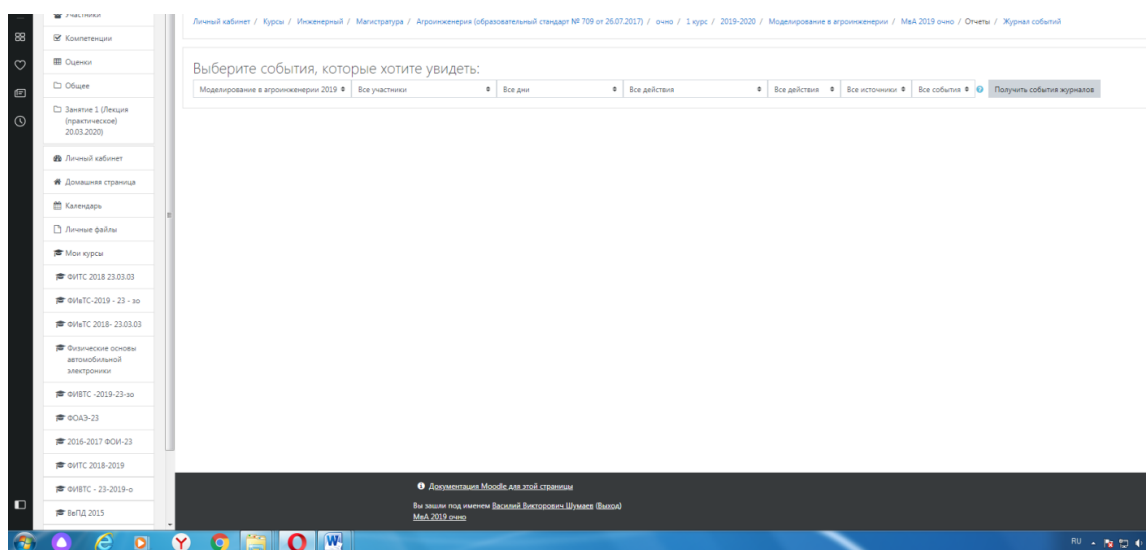 Участники
Компетенции
Оценки
Общее
Занятие 1 (Лекция
(практическое)
20.03.2020)
Личный кабинет
Домашняя страница
Календарь
Личные файлы
Мои курсы
ФИТС 2018 23.03.03
ФИвТС-2019 - 23 - зо
ФИвТС 2018- 23.03.03
Физические основы
автомобильной
электроники
ФИВТС -2019-23-зо
ФОАЭ-23
2016-2017 ФОИ-23
ФИТС 2018-2019
ФИВТС - 23-2019-о
ВвПД 2015
Личный кабинет / Курсы / Инженерный / Магистратура / Агроинженерия (образовательный стандарт № 709 от 26.07.2017) / очно / 1 курс / 2019-2020 / Моделирование в агроинженерии / МвА 2019 очно / Отчеты / Журнал событий
Выберите события, которые хотите увидеть:
Моделирование в агроинженерии 2019 Все участники Все дни Все действия Все действия Все источники Все события Получить события журналов
Документация Moodle для этой страницы
Вы зашли под именем Василий Викторович Шумаев (Выход)
МвА 2019 очно
RU